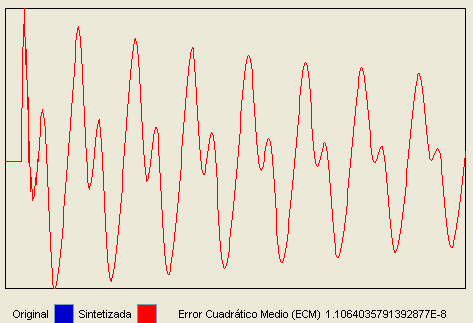 Original Sintetizada Error Cuadrático Medio (ECM) 1.1064035791392877E-8